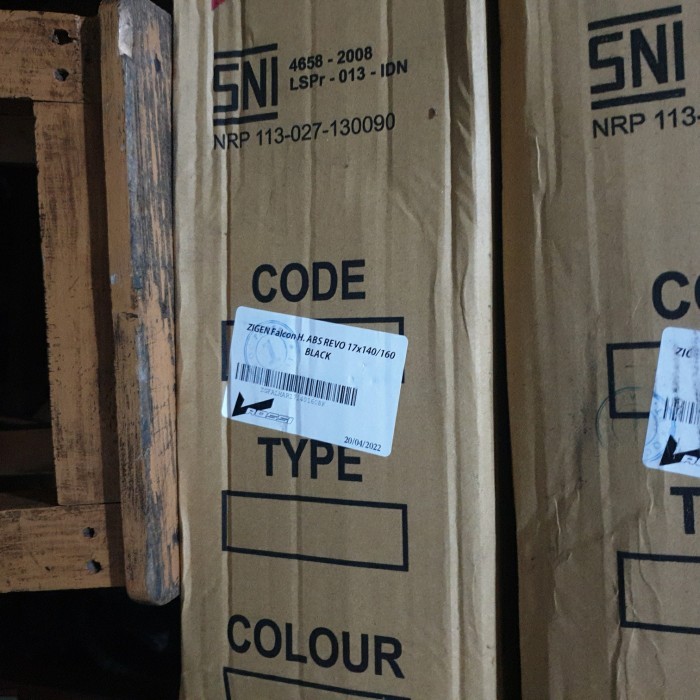 SNI
4658 - 2008
LSPr - 013 - IDN
NRP 113-027-130090
CODE
ZIGEN Falcon H. ABS REVO 17x140/160
BLACK
20/04/2022
TYPE
COLOUR
SNI
NRP 113-